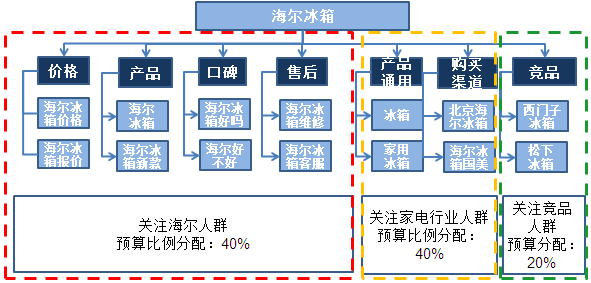 海尔冰箱
价格
产品
口碑
售后
产品
通用
购买
渠道
竞品
海尔冰
箱价格
海尔
冰箱
海尔冰
箱好吗
海尔冰
箱维修
冰箱
北京海
尔冰箱
西门子
冰箱
海尔冰
箱报价
海尔冰
箱新款
海尔好
不好
海尔冰
箱客服
家用
冰箱
海尔冰
箱国美
松下
冰箱
关注海尔人群
预算比例分配：40%
关注家电行业人群
预算比例分配：
40%
关注竞品
人群
预算分配：
20%